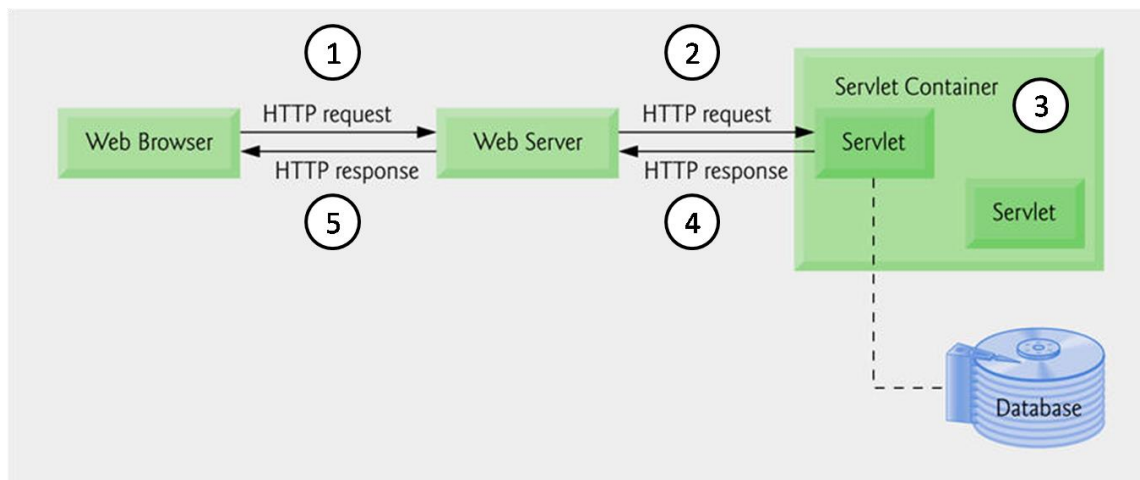 1
2
Servlet Container
3
HTTP request
HTTP request
Web Browser
Web Server
Servlet
HTTP response
HTTP response
5
4
Servlet
Database